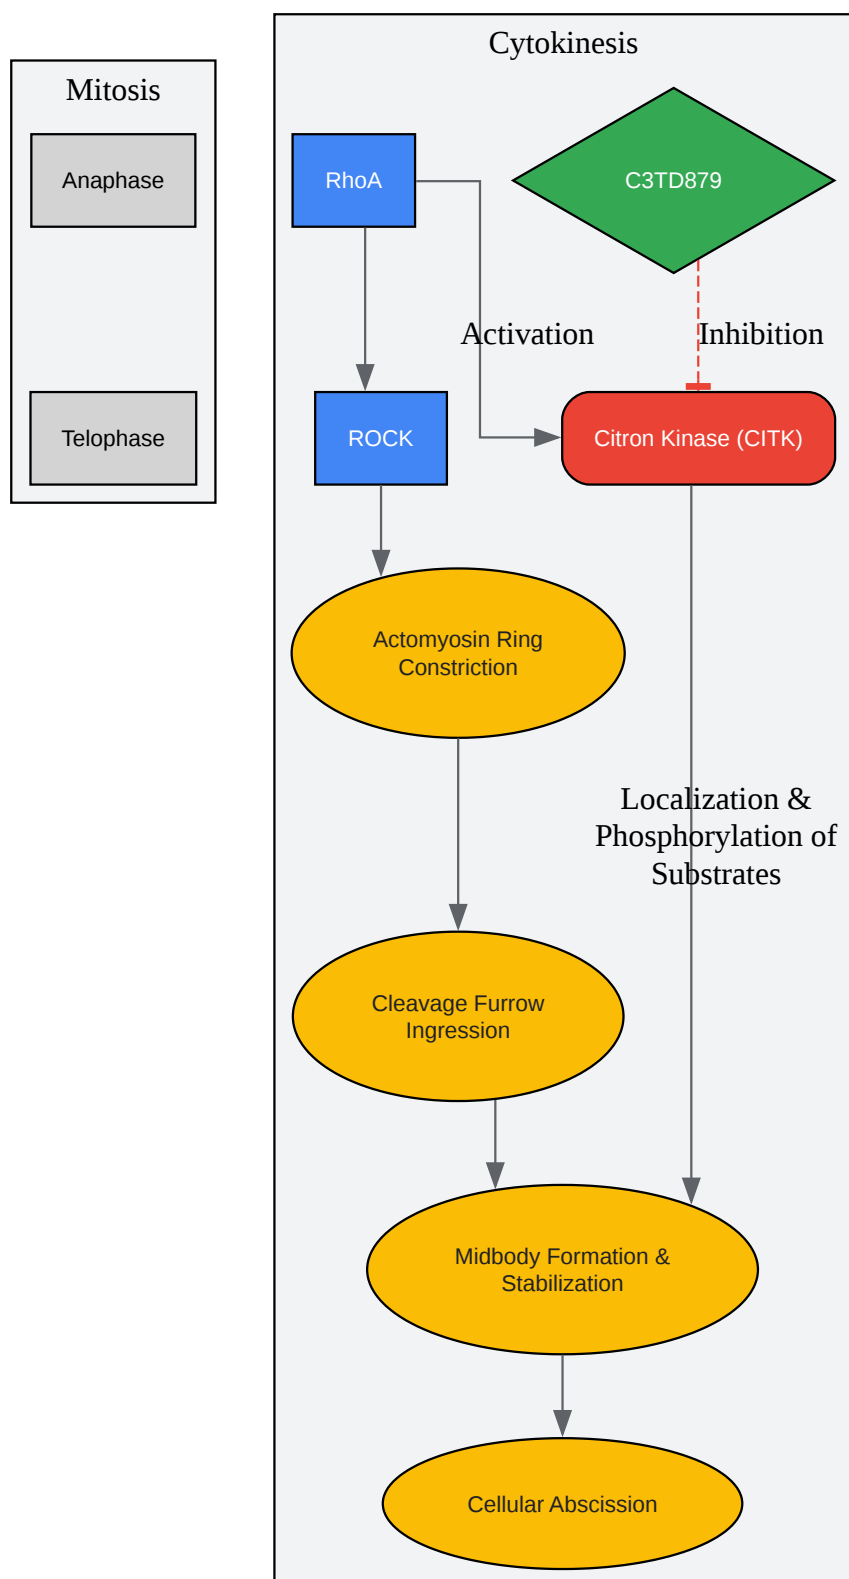 Cytokinesis
Mitosis
Anaphase
RhoA
C3TD879
Activation
Inhibition
Telophase
ROCK
Citron Kinase (CITK)
Actomyosin Ring
Constriction
Localization &
Phosphorylation of
Substrates
Cleavage Furrow
Ingression
Midbody Formation &
Stabilization
Cellular Abscission